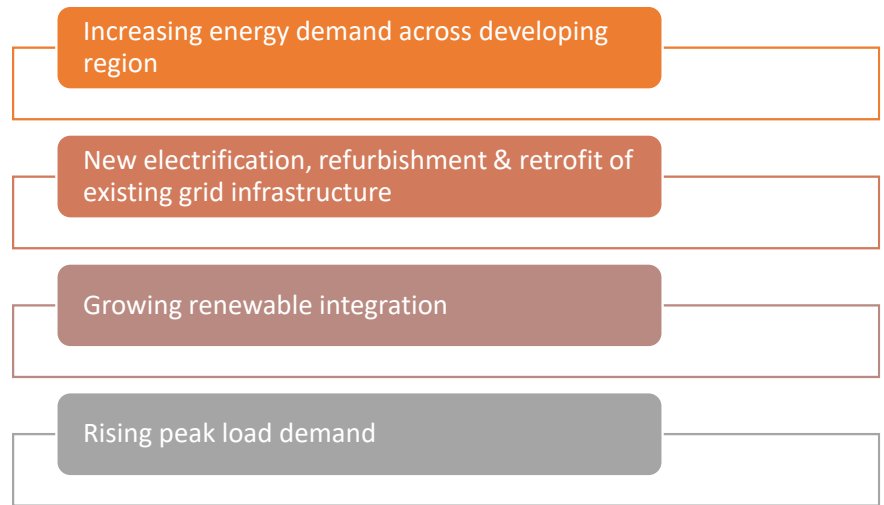 Increasing energy demand across developing
region
New electrification, refurbishment & retrofit of
existing grid infrastructure
Growing renewable integration
Rising peak load demand